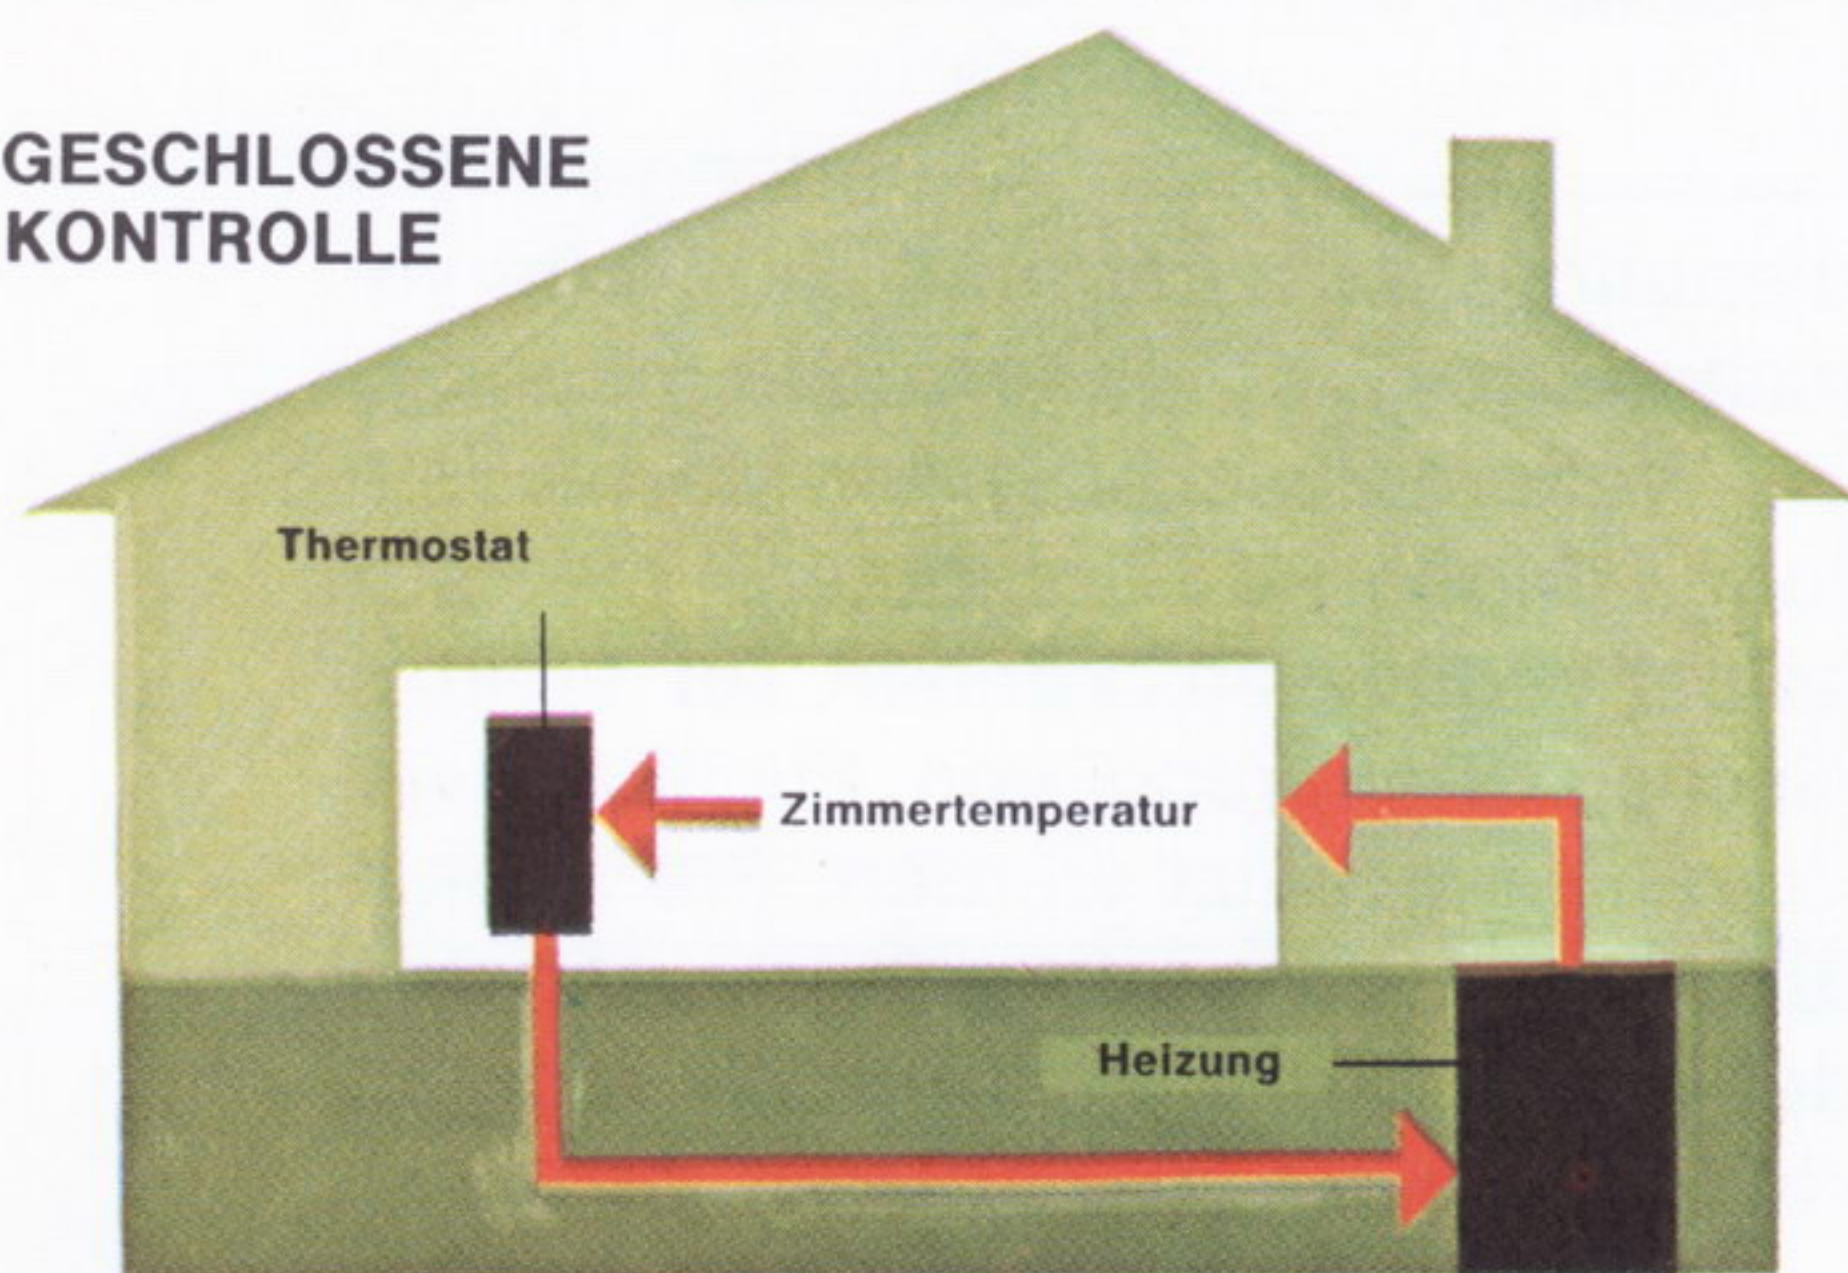 GESCHLOSSENE
KONTROLLE
Thermostat
Zimmertemperatur
Heizung